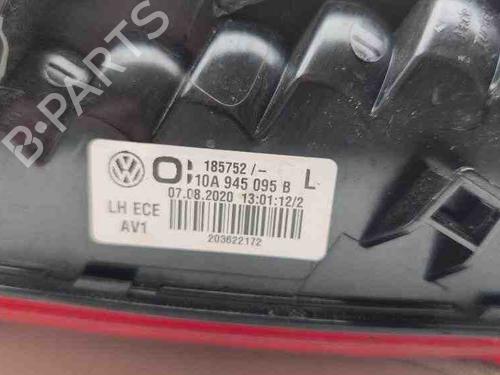 B-PARTS
185752/-
10A 945 095 B L
07.08.2020 13:01:12/2
LH ECE
AV1
203622172